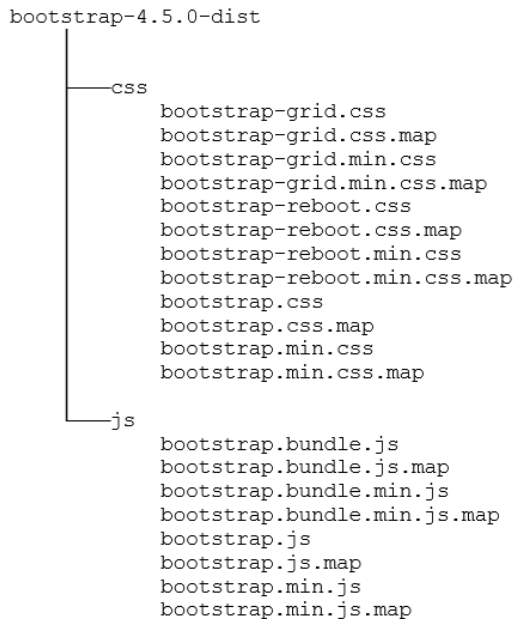 bootstrap-4.5.0-dist
css
bootstrap-grid.css
bootstrap-grid.css.map
bootstrap-grid.min.css
bootstrap-grid.min.css.map
bootstrap-reboot.css
bootstrap-reboot.css.map
bootstrap-reboot.min.css
bootstrap-reboot.min.css.map
bootstrap.css
bootstrap.css.map
bootstrap.min.css
bootstrap.min.css.map
js
bootstrap.bundle.js
bootstrap.bundle.js.map
bootstrap.bundle.min.js
bootstrap.bundle.min.js.map
bootstrap.js
bootstrap.js.map
bootstrap.min.js
bootstrap.min.js.map